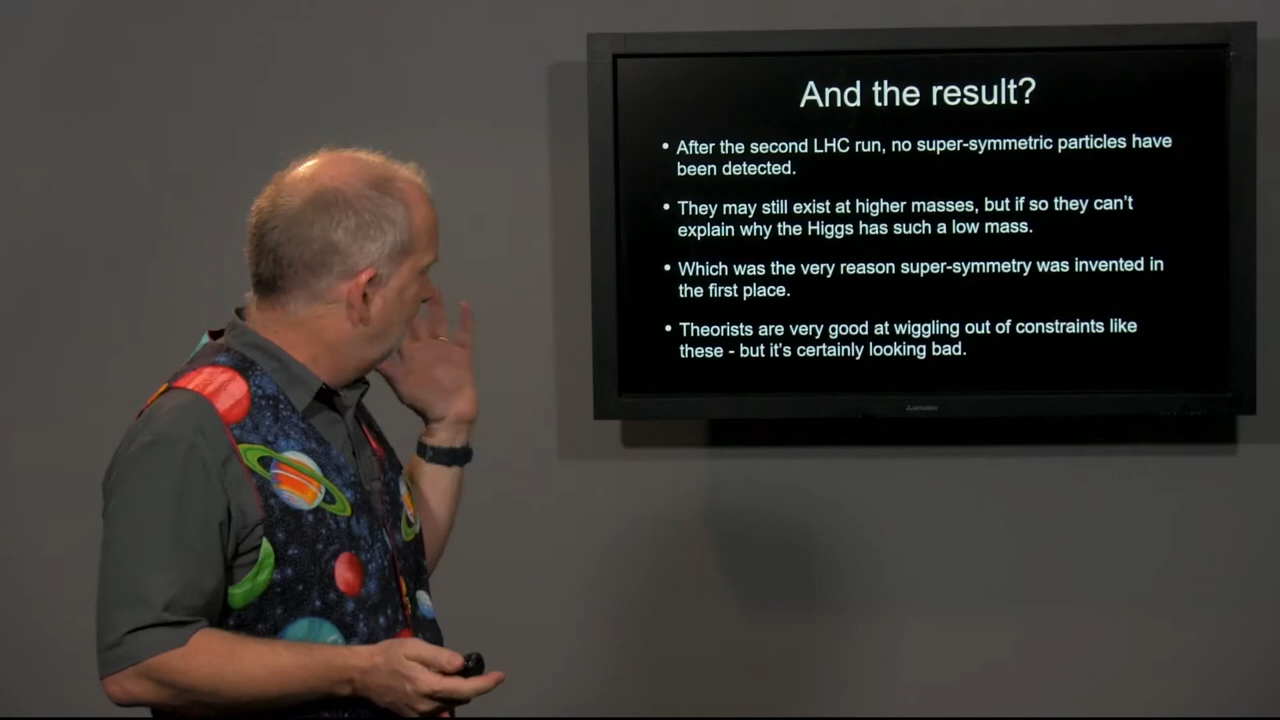 And the result?
• After the second LHC run, no super-symmetric particles have
been detected.
• They may still exist at higher masses, but if so they can't
explain why the Higgs has such a low mass.
• Which was the very reason super-symmetry was invented in
the first place.
• Theorists are very good at wiggling out of constraints like
these - but it's certainly looking bad.